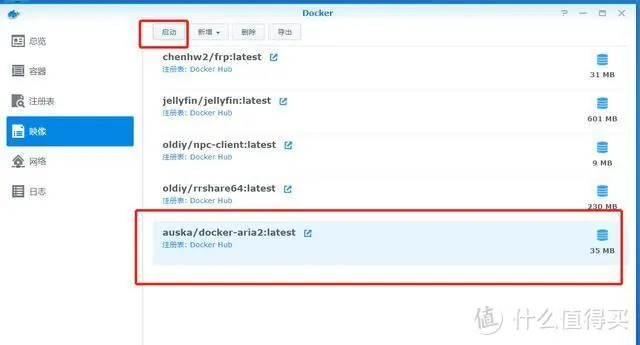 Docker
启动
新增
删除
导出
总览
容器
注册表
映像
网络
日志
chenhw2/frp:latest
注册表: Docker Hub
31 MB
jellyfin/jellyfin:latest
注册表: Docker Hub
601 MB
oldiy/npc-client:latest
注册表: Docker Hub
9 MB
oldiy/rrshare64:latest
注册表: Docker Hub
230 MB
auska/docker-aria2:latest
注册表: Docker Hub
35 MB
值 什么值得买